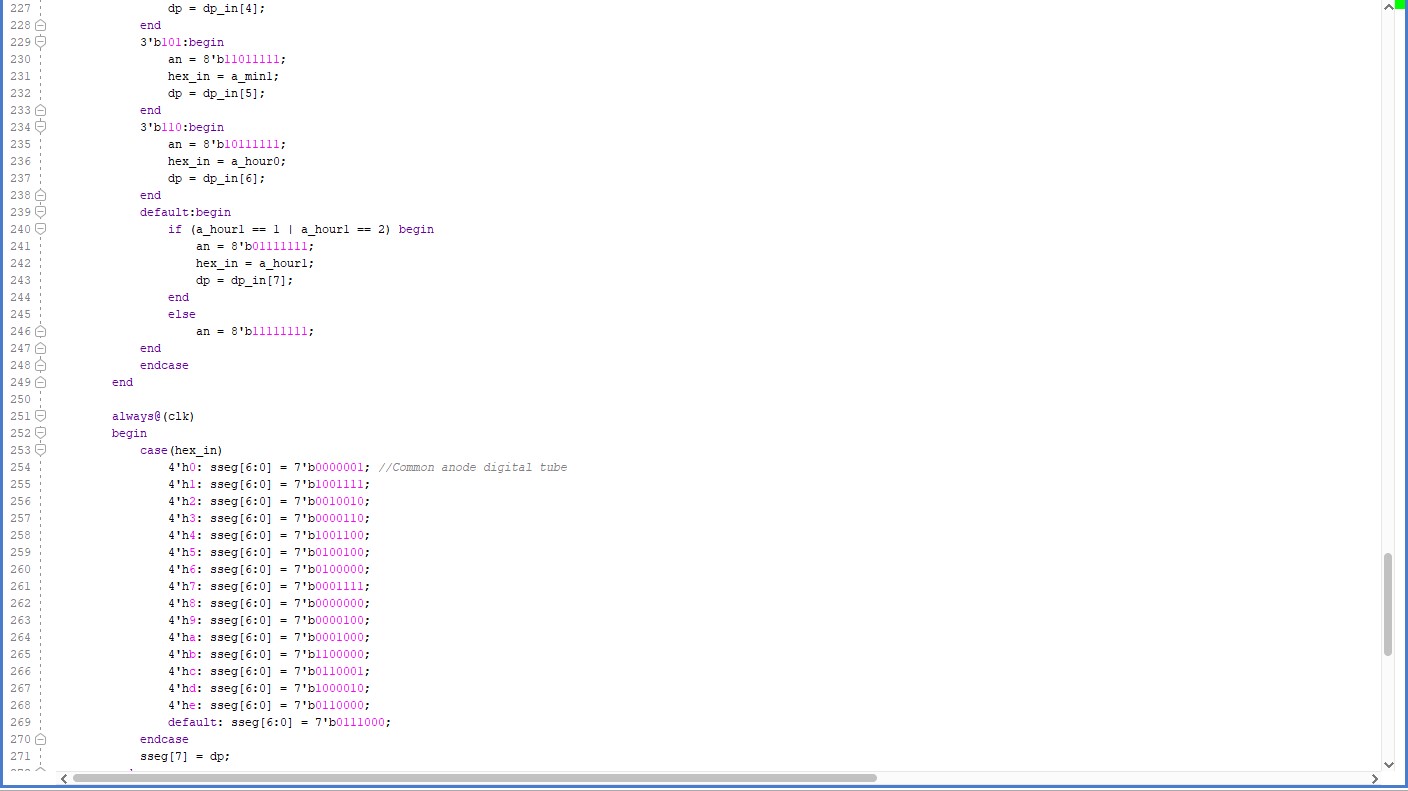 227 dp = dp_in[4];
228 end
229 3'b101:begin
230 an = 8'b11011111;
231 hex_in = a_min1;
232 dp = dp_in[5];
233 end
234 3'b110:begin
235 an = 8'b10111111;
236 hex_in = a_hour0;
237 dp = dp_in[6];
238 end
239 default:begin
240 if (a_hour1 == 1 | a_hour1 == 2) begin
241 an = 8'b01111111;
242 hex_in = a_hour1;
243 dp = dp_in[7];
244 end
245 else
246 an = 8'b11111111;
247 end
248 endcase
249 end
250
251 always@(clk)
252 begin
253 case(hex_in)
254 4'h0: sseg[6:0] = 7'b0000001; //Common anode digital tube
255 4'h1: sseg[6:0] = 7'b1001111;
256 4'h2: sseg[6:0] = 7'b0010010;
257 4'h3: sseg[6:0] = 7'b0000110;
258 4'h4: sseg[6:0] = 7'b1001100;
259 4'h5: sseg[6:0] = 7'b0100100;
260 4'h6: sseg[6:0] = 7'b0100000;
261 4'h7: sseg[6:0] = 7'b0001111;
262 4'h8: sseg[6:0] = 7'b0000000;
263 4'h9: sseg[6:0] = 7'b0000100;
264 4'ha: sseg[6:0] = 7'b0001000;
265 4'hb: sseg[6:0] = 7'b1100000;
266 4'hc: sseg[6:0] = 7'b0110001;
267 4'hd: sseg[6:0] = 7'b1000010;
268 4'he: sseg[6:0] = 7'b0110000;
269 default: sseg[6:0] = 7'b0111000;
270 endcase
271 sseg[7] = dp;